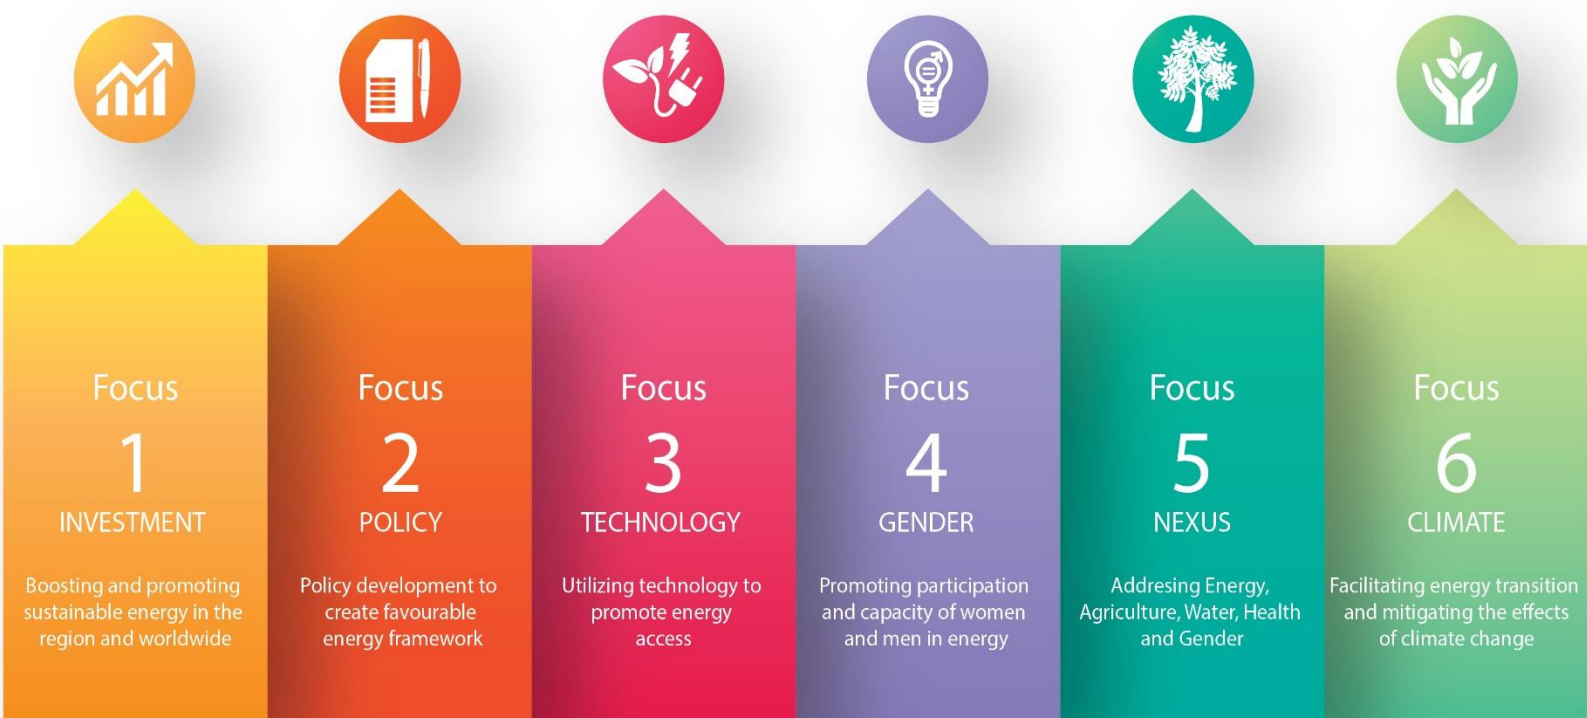 Focus
1
INVESTMENT
Boosting and promoting
sustainable energy in the
region and worldwide
Focus
2
POLICY
Policy development to
create favourable
energy framework
Focus
3
TECHNOLOGY
Utilizing technology to
promote energy
access
Focus
4
GENDER
Promoting participation
and capacity of women
and men in energy
Focus
5
NEXUS
Addresing Energy,
Agriculture, Water, Health
and Gender
Focus
6
CLIMATE
Facilitating energy transition
and mitigating the effects
of climate change